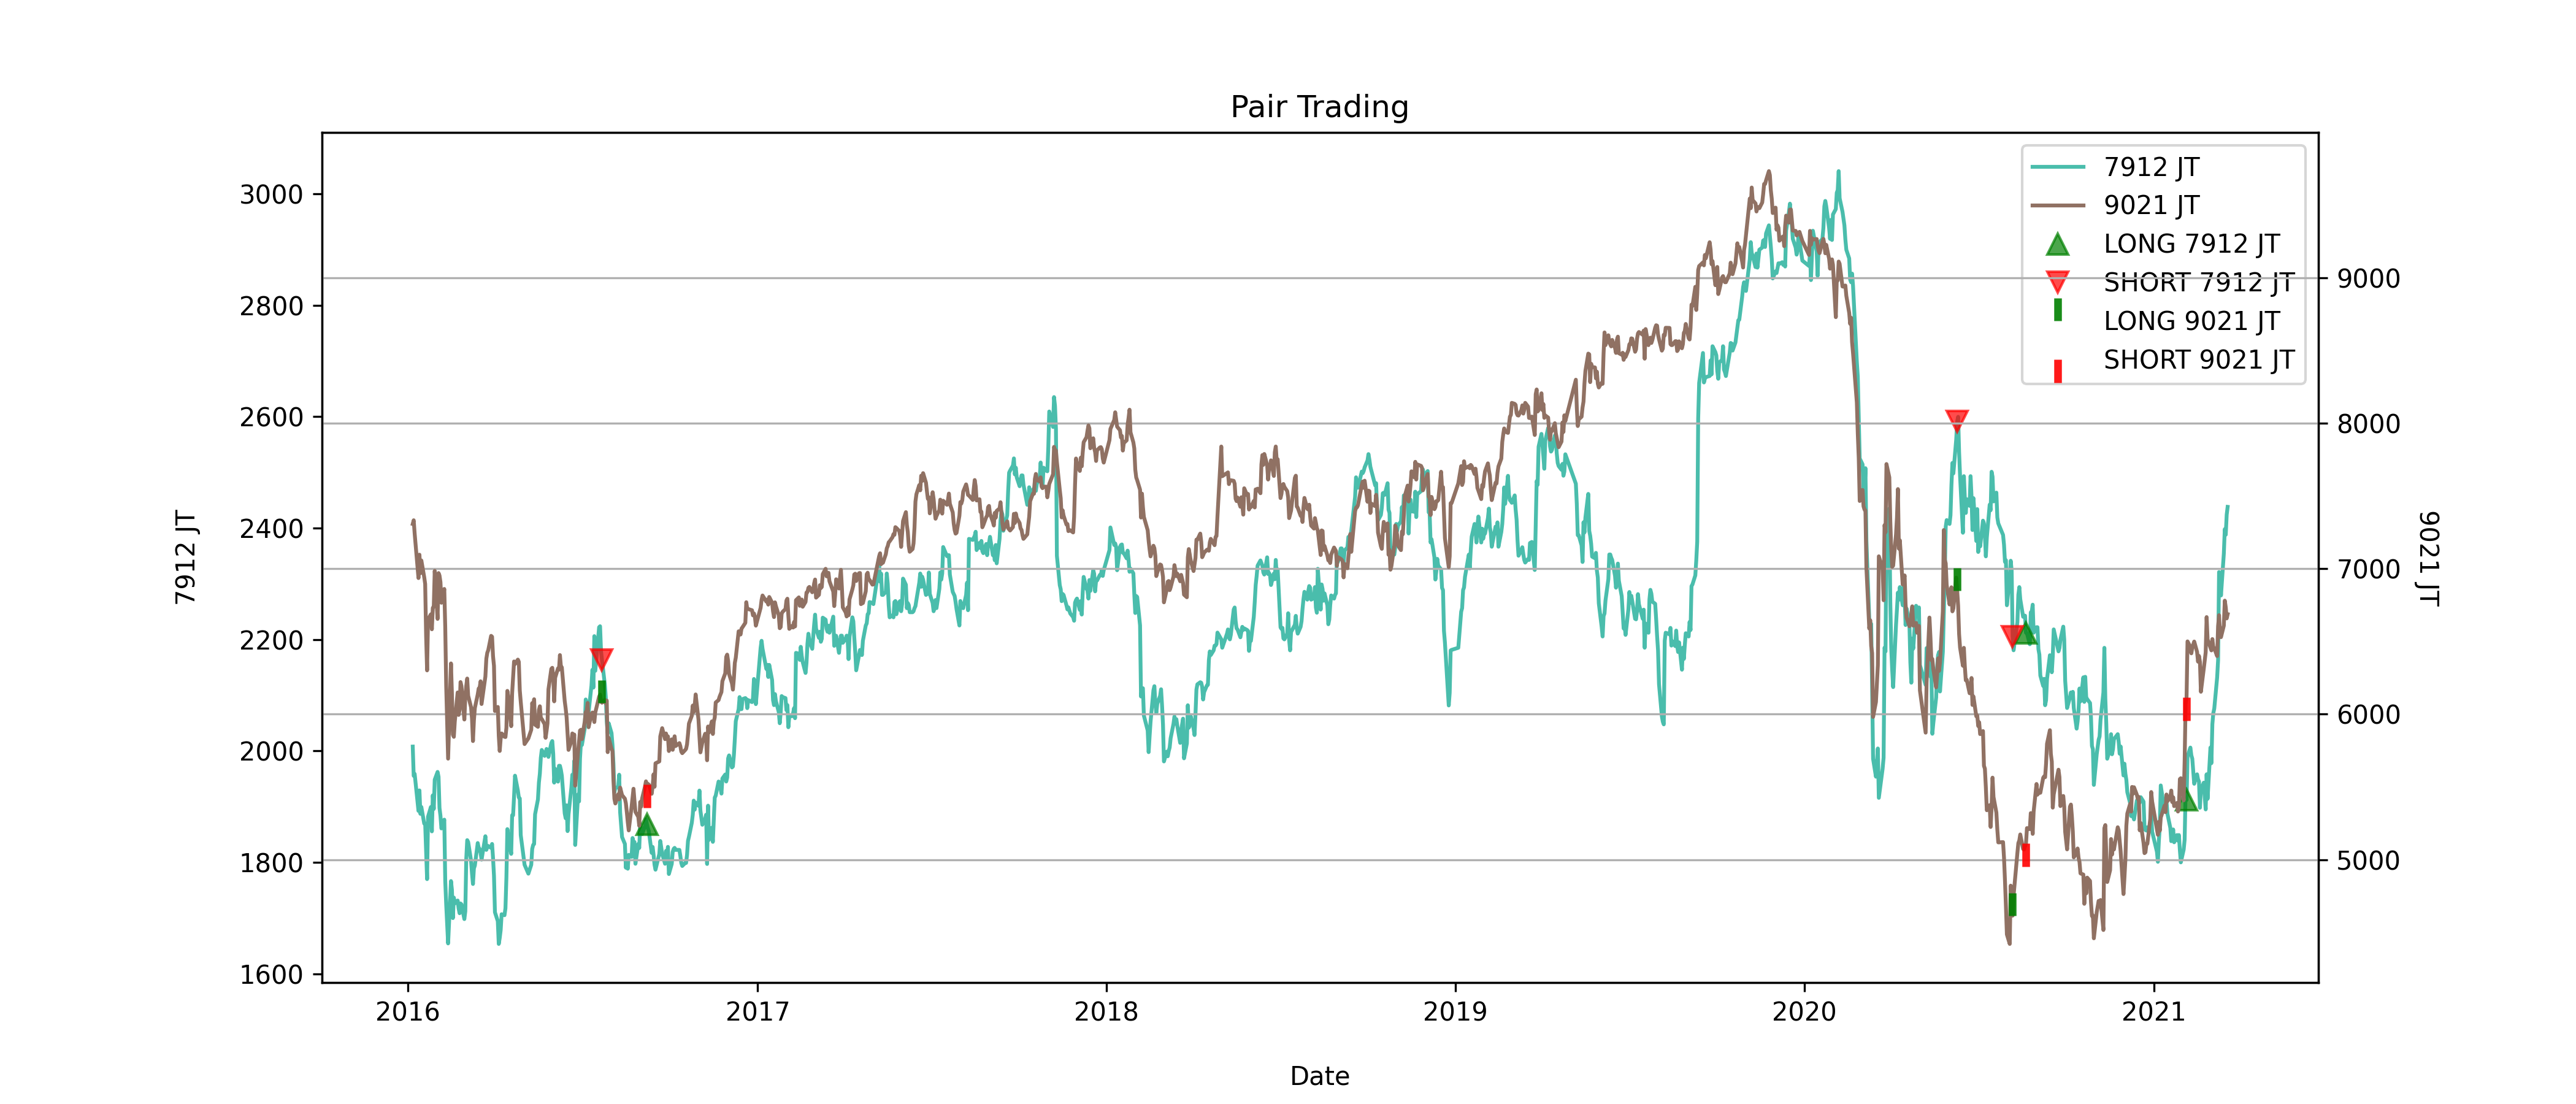 Pair Trading
3000
2800
2600
2400
2200
2000
1800
1600
7912 JT
9000
8000
7000
6000
5000
9021 JT
7912 JT
9021 JT
LONG 7912 JT
SHORT 7912 JT
LONG 9021 JT
SHORT 9021 JT
2016 2017 2018 2019 2020 2021
Date